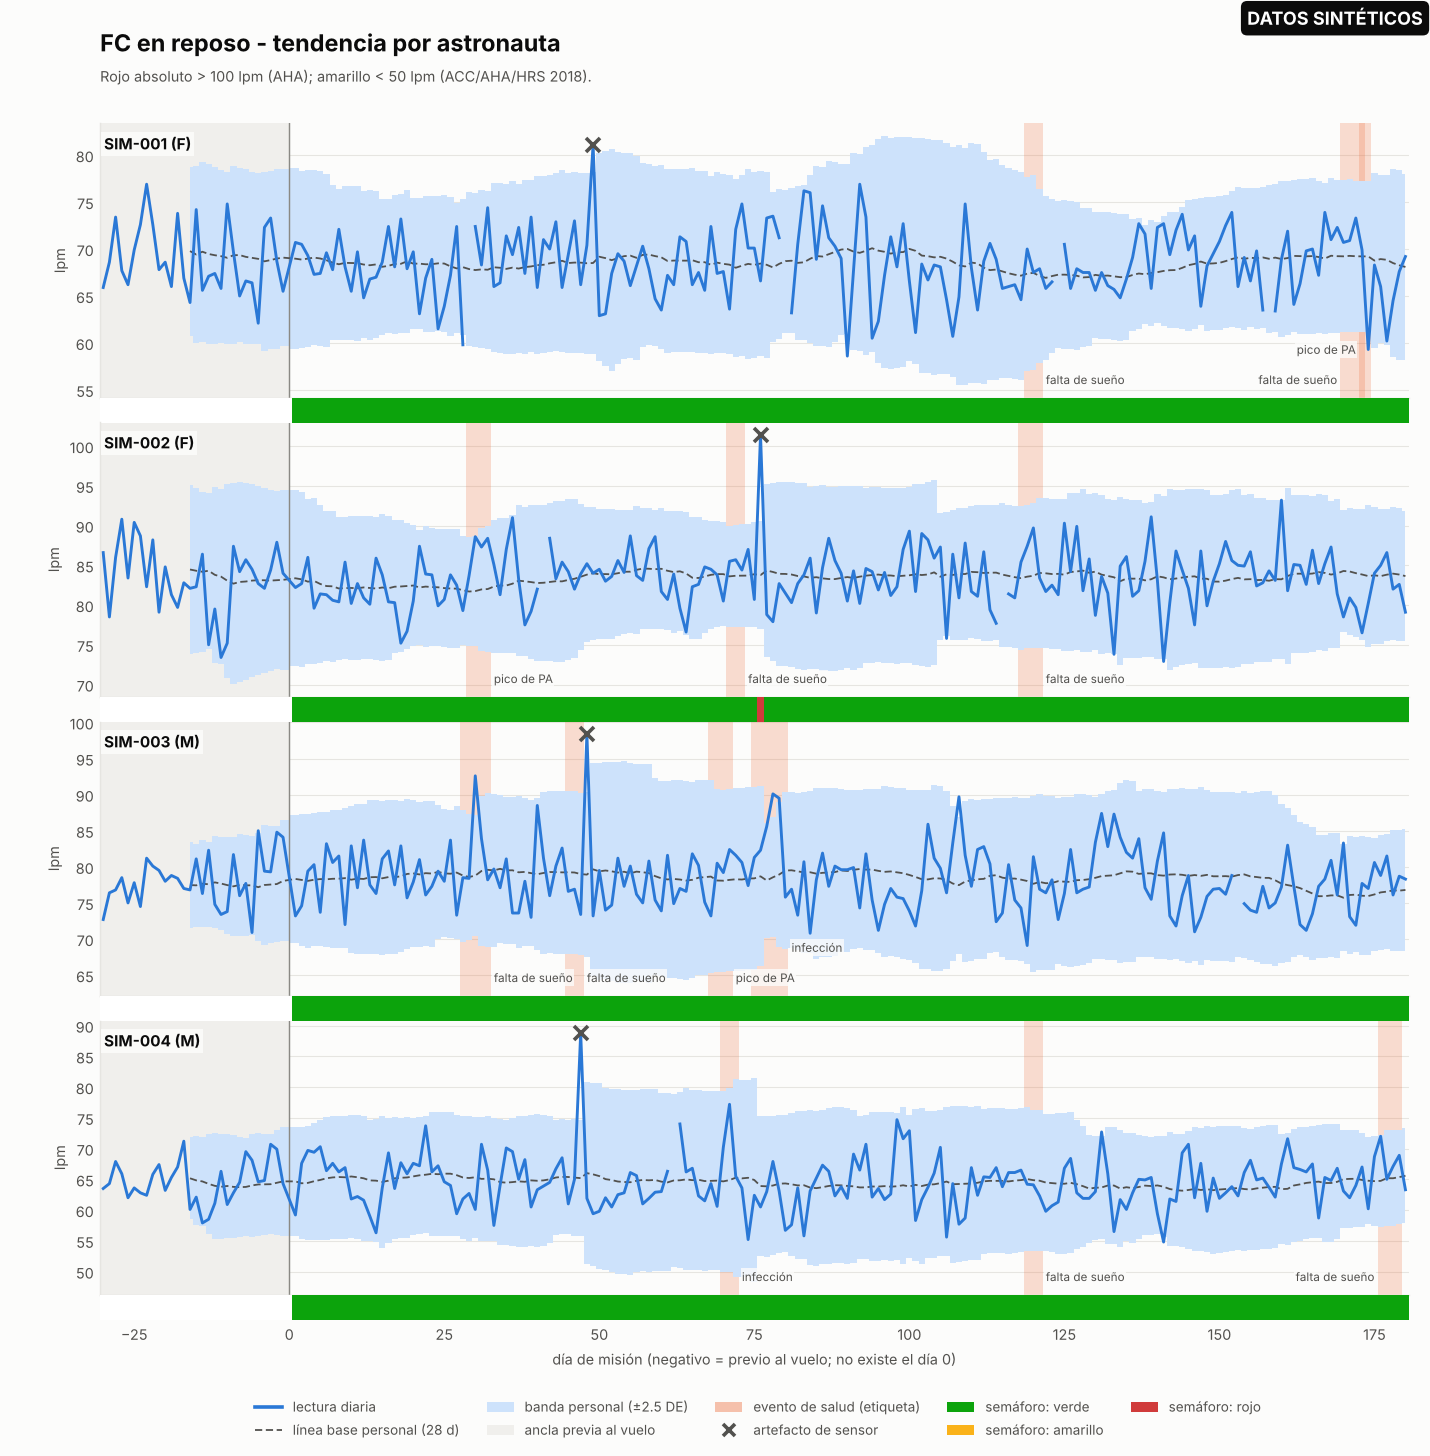 DATOS SINTÉTICOS
FC en reposo - tendencia por astronauta
Rojo absoluto > 100 lpm (AHA); amarillo < 50 lpm (ACC/AHA/HRS 2018).
SIM-001 (F)
80
75
70
65
60
55
lpm
pico de PA
falta de sueño
falta de sueño
SIM-002 (F)
100
95
90
85
80
75
70
lpm
pico de PA
falta de sueño
falta de sueño
SIM-003 (M)
100
95
90
85
80
75
70
65
lpm
infección
falta de sueño
falta de sueño
pico de PA
SIM-004 (M)
90
85
80
75
70
65
60
55
50
lpm
infección
falta de sueño
falta de sueño
−25
0
25
50
75
100
125
150
175
día de misión (negativo = previo al vuelo; no existe el día 0)
lectura diaria
banda personal (±2.5 DE)
evento de salud (etiqueta)
semáforo: verde
semáforo: rojo
línea base personal (28 d)
ancla previa al vuelo
artefacto de sensor
semáforo: amarillo